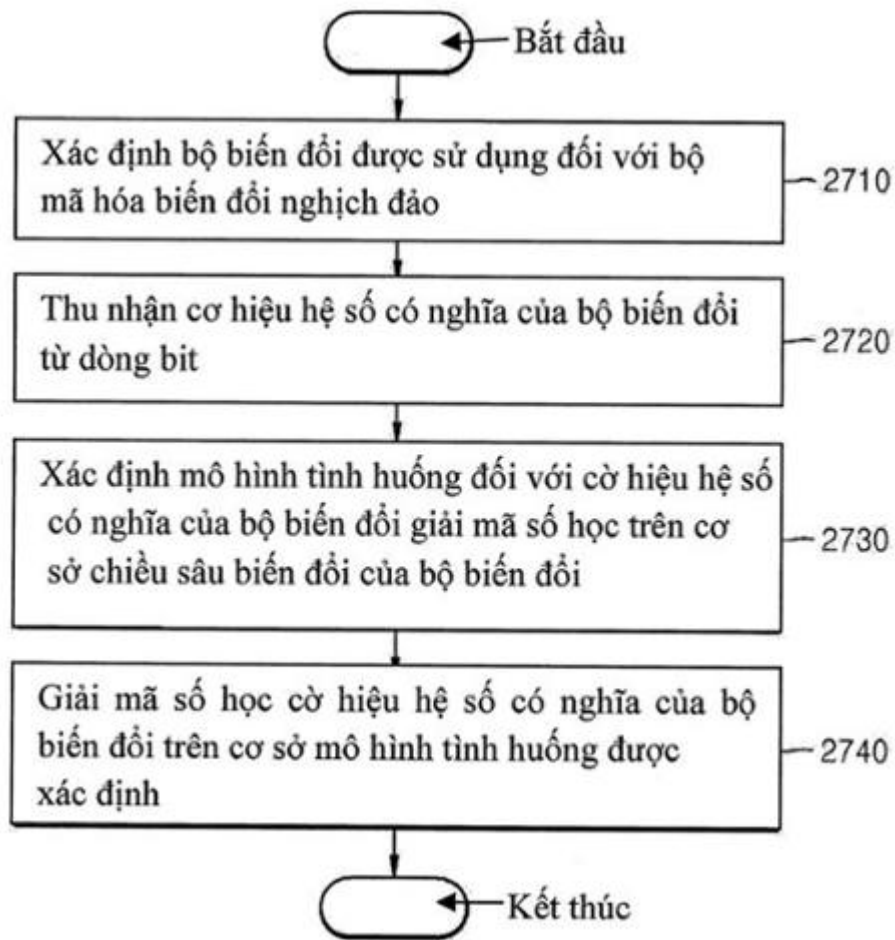 Bắt đầu
Xác định bộ biến đổi được sử dụng đối với bộ
mã hóa biến đổi nghịch đảo
2710
Thu nhận cơ hiệu hệ số có nghĩa của bộ biến đổi
từ dòng bit
2720
Xác định mô hình tình huống đối với cờ hiệu hệ số
có nghĩa của bộ biến đổi giải mã số học trên cơ
sở chiều sâu biến đổi của bộ biến đổi
2730
Giải mã số học cờ hiệu hệ số có nghĩa của bộ
biến đổi trên cơ sở mô hình tình huống được
xác định
2740
Kết thúc